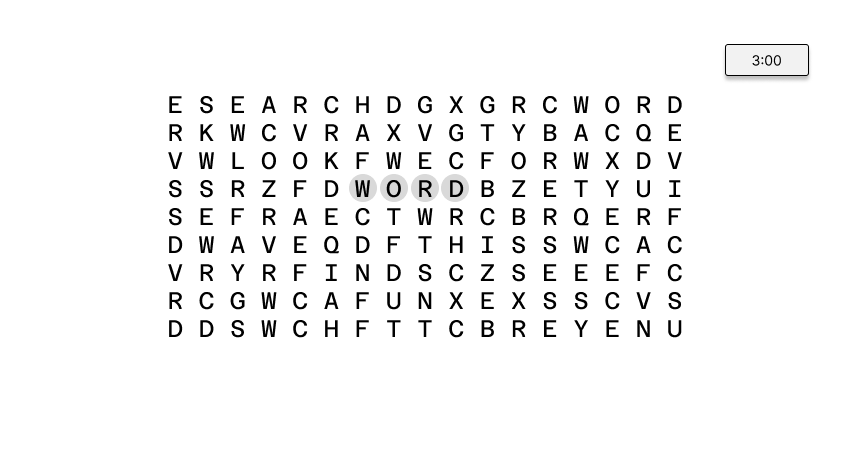 3:00
E S E A R C H D G X G R C W O R D
R K W C V R A X V G T Y B A C Q E
V W L O O K F W E C F O R W X D V
S S R Z F D W O R D B Z E T Y U I
S E F R A E C T W R C B R Q E R F
D W A V E Q D F T H I S S W C A C
V R Y R F I N D S C Z S E E E F C
R C G W C A F U N X E X S S C V S
D D S W C H F T T C B R E Y E N U